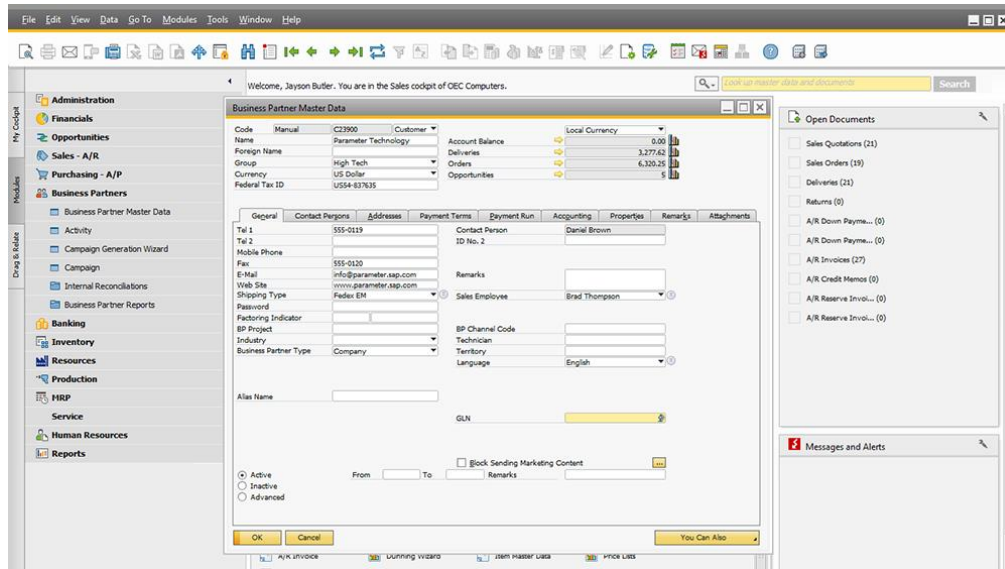 File Edit View Data Go To Modules Tools Window Help
Welcome, Jayson Butler. You are in the Sales cockpit of OEC Computers.
Look up master data and documents
Search
My Cockpit
Modules
Drag & Relate
Administration
Financials
Opportunities
Sales - A/R
Purchasing - A/P
Business Partners
Business Partner Master Data
Activity
Campaign Generation Wizard
Campaign
Internal Reconciliations
Business Partner Reports
Banking
Inventory
Resources
Production
MRP
Service
Human Resources
Reports
Business Partner Master Data
Code Manual C23900 Customer
Name Parameter Technology
Foreign Name
Group High Tech
Currency US Dollar
Federal Tax ID US54-837635
Local Currency
Account Balance 0.00
Deliveries 3,277.62
Orders 6,320.25
Opportunities 5
General Contact Persons Addresses Payment Terms Payment Run Accounting Properties Remarks Attachments
Tel 1 555-0119
Tel 2
Mobile Phone
Fax 555-0120
E-Mail info@parameter.sap.com
Web Site www.parameter.sap.com
Shipping Type Fedex EM
Password
Factoring Indicator
BP Project
Industry
Business Partner Type Company
Alias Name
Contact Person Daniel Brown
ID No. 2
Remarks
Sales Employee Brad Thompson
BP Channel Code
Technician
Territory
Language English
GLN
Block Sending Marketing Content
...
Active From To Remarks
Inactive
Advanced
OK Cancel You Can Also
A/R Invoice Dunning Wizard Item Master Data Price Lists
Open Documents
Sales Quotations (21)
Sales Orders (19)
Deliveries (21)
Returns (0)
A/R Down Payme... (0)
A/R Down Payme... (0)
A/R Invoices (27)
A/R Credit Memos (0)
A/R Reserve Invoi... (0)
A/R Reserve Invoi... (0)
Messages and Alerts